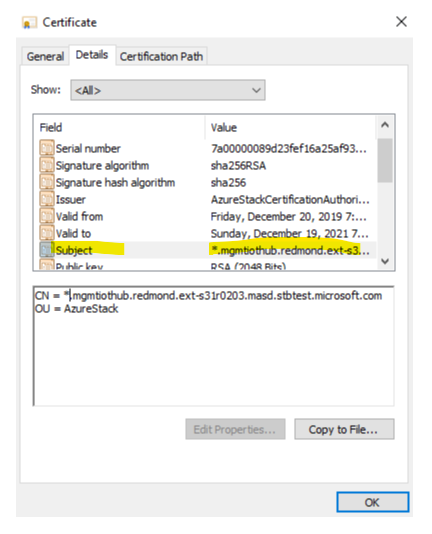 Certificate
General Details Certification Path
Show: <All>
Field Value
Serial number 7a00000089d23fef16a25af93...
Signature algorithm sha256RSA
Signature hash algorithm sha256
Issuer AzureStackCertificationAuthori...
Valid from Friday, December 20, 2019 7:...
Valid to Sunday, December 19, 2021 7...
Subject *.mgmtiothub.redmond.ext-s3...
Public key RSA (2048 Bits)
CN = *.mgmtiothub.redmond.ext-s31r0203.masd.stbtest.microsoft.com
OU = AzureStack
Edit Properties... Copy to File...
OK